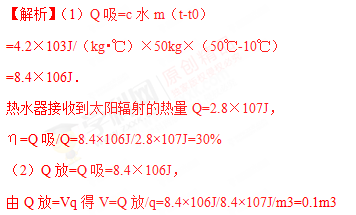 【解析】（1）Q吸=c水m（t-t0）
=4.2×103J/（kg•℃）×50kg×（50℃-10℃）
=8.4×106J．
热水器接收到太阳辐射的热量Q=2.8×107J，
η=Q吸/Q=8.4×106J/2.8×107J=30%
（2）Q放=Q吸=8.4×106J，
由Q放=Vq得V=Q放/q=8.4×106J/8.4×107J/m3=0.1m3